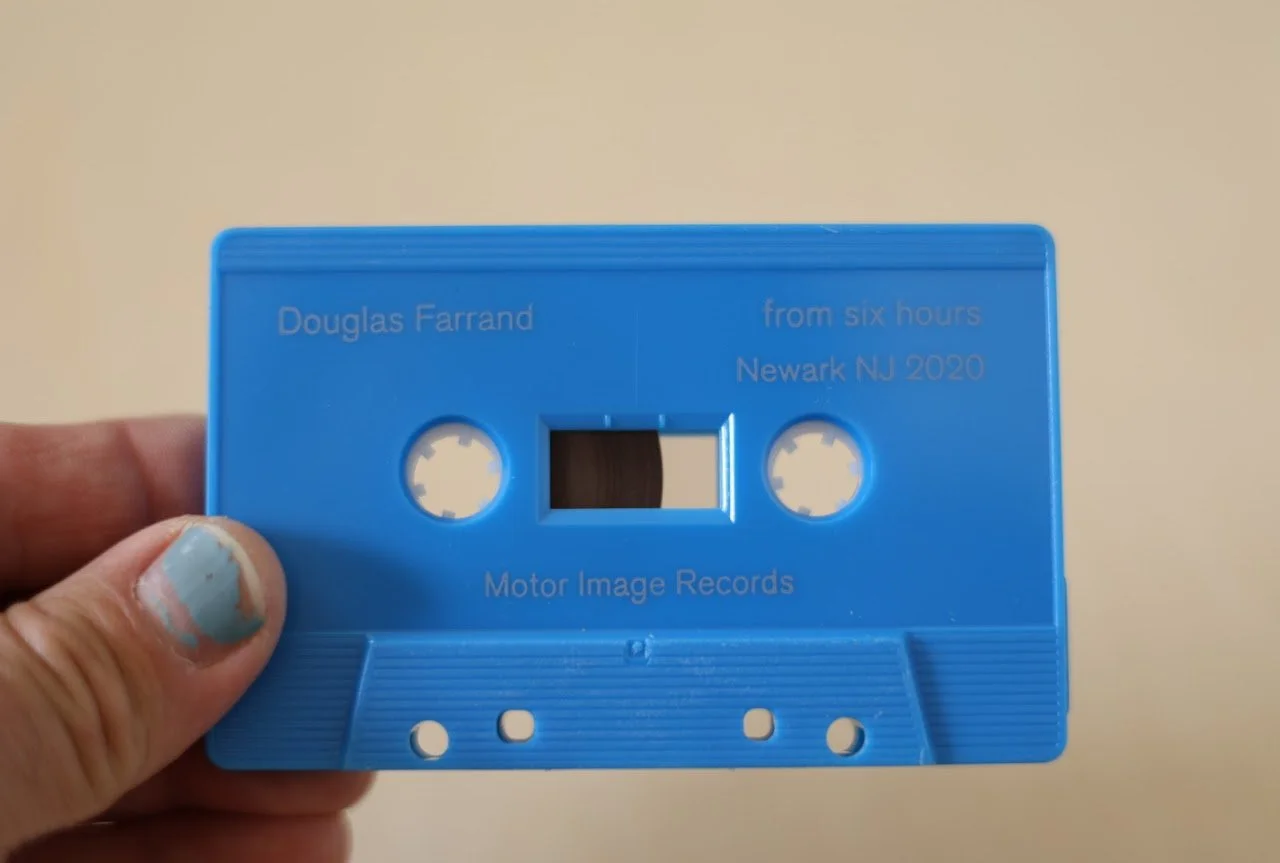 Douglas Farrand
from six hours
Newark NJ 2020
Motor Image Records